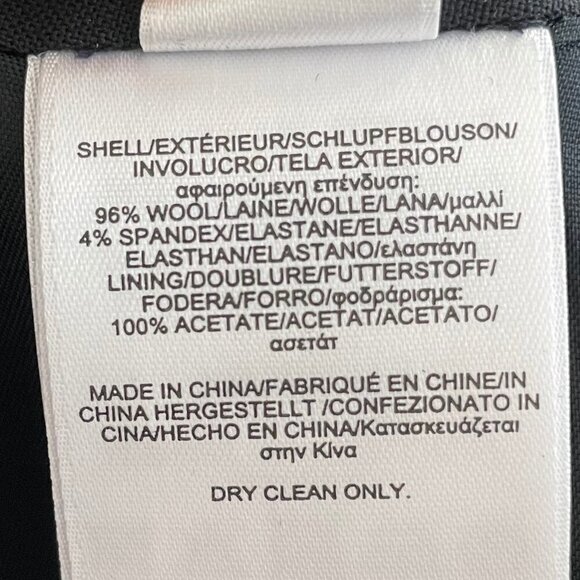 SHELL/EXTÉRIEUR/SCHLUPFBLOUSON/
INVOLUCRO/TELA EXTERIOR/
αφαιρούμενη επένδυση:
96% WOOL/LAINE/WOLLE/LANA/μαλλί
4% SPANDEX/ELASTANE/ELASTHANNE/
ELASTHAN/ELASTANO/ελαστάνη
LINING/DOUBLURE/FUTTERSTOFF/
FODERA/FORRO/φοδράρισμα:
100% ACETATE/ACETAT/ACETATO/
ασετάτ
MADE IN CHINA/FABRIQUÉ EN CHINE/IN
CHINA HERGESTELLT /CONFEZIONATO IN
CINA/HECHO EN CHINA/Κατασκευάζεται
στην Κίνα
DRY CLEAN ONLY.